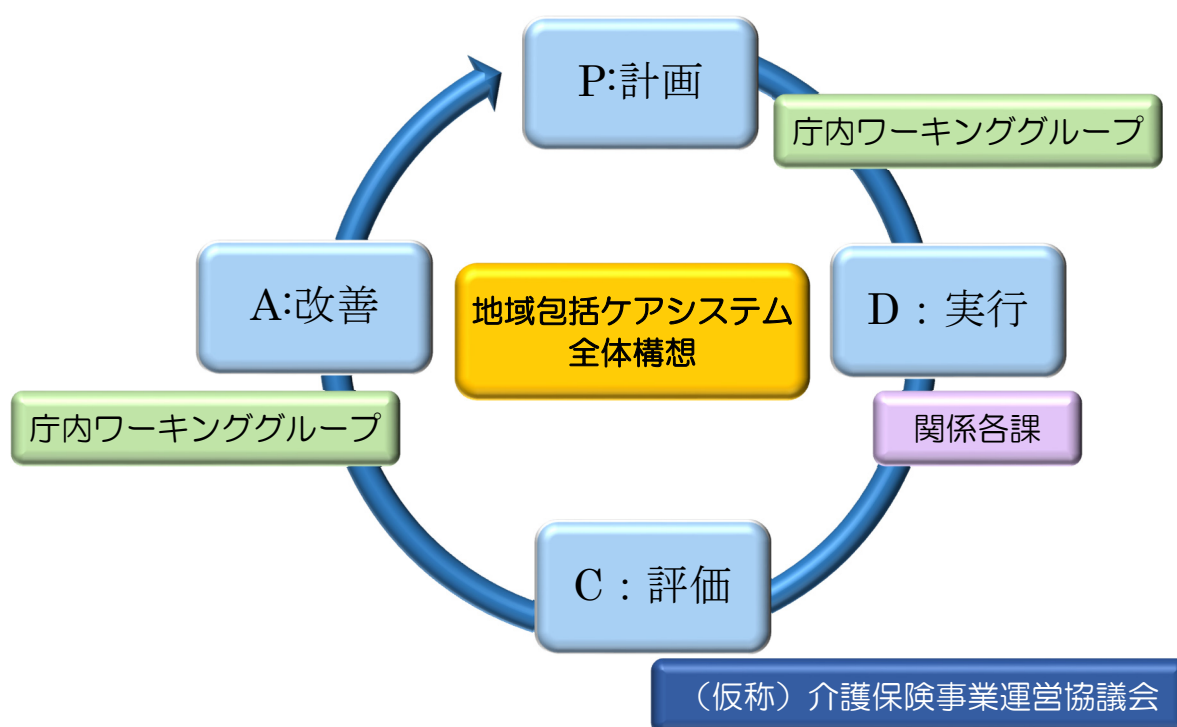 P:計画
庁内ワーキンググループ
D：実行
関係各課
C：評価
（仮称）介護保険事業運営協議会
A:改善
庁内ワーキンググループ
地域包括ケアシステム
全体構想